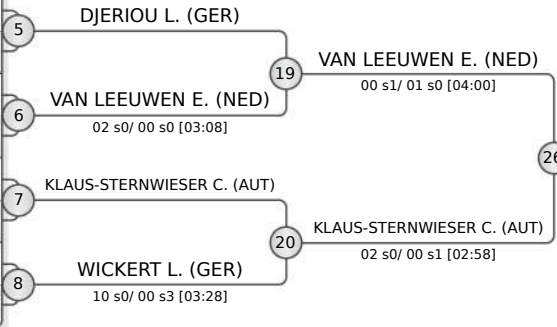 DJERIOU L. (GER)
5
19
VAN LEEUWEN E. (NED)
00 s1/ 01 s0 [04:00]
VAN LEEUWEN E. (NED)
6
02 s0/ 00 s0 [03:08]
26
KLAUS-STERNWIESER C. (AUT)
7
20
KLAUS-STERNWIESER C. (AUT)
02 s0/ 00 s1 [02:58]
WICKERT L. (GER)
8
10 s0/ 00 s3 [03:28]